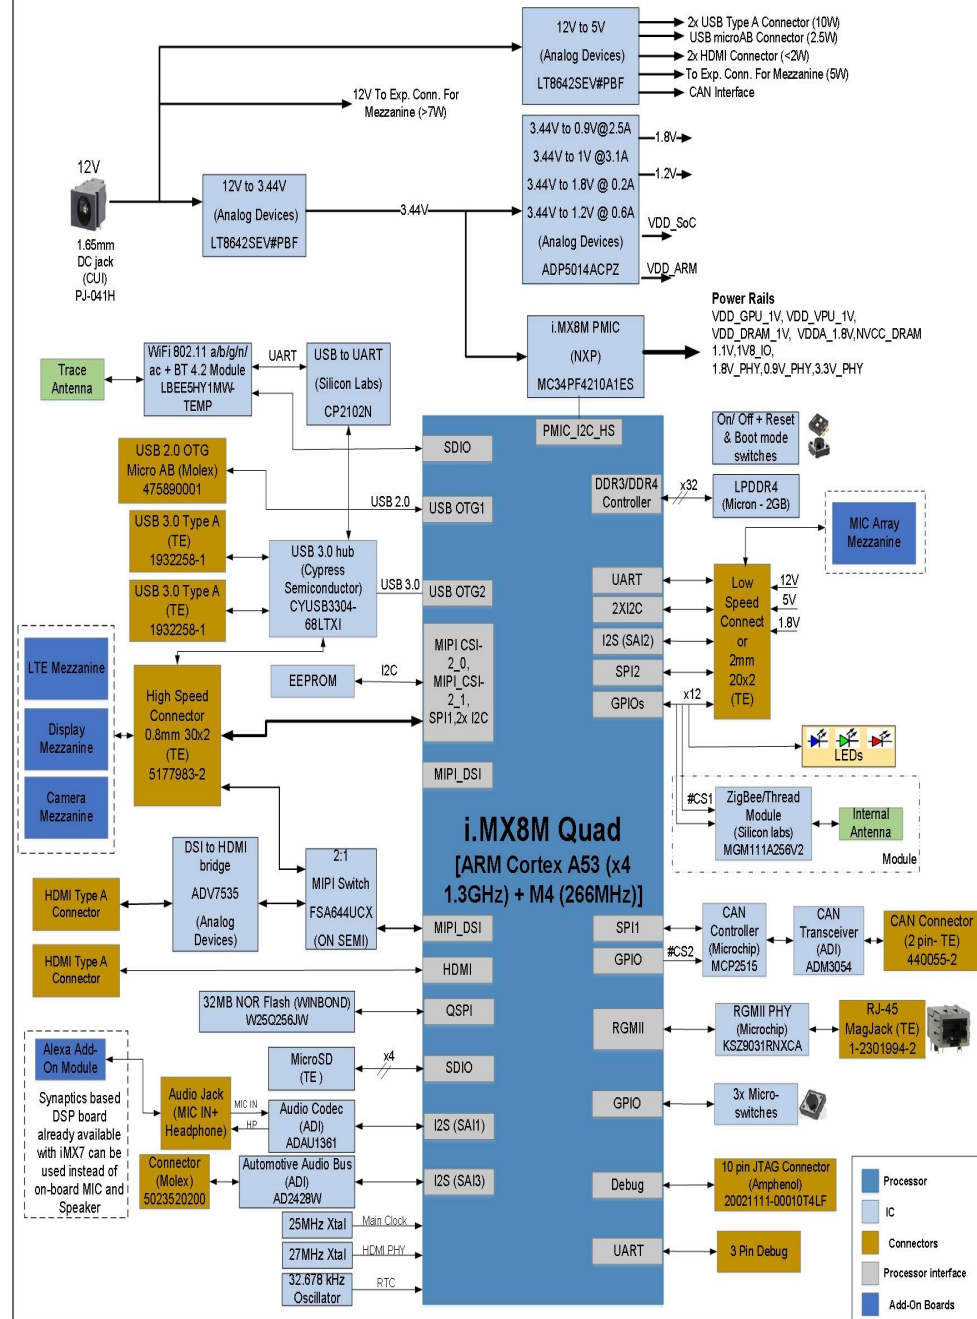 12V to 5V
(Analog Devices)
LT8642SEV#PBF
2x USB Type A Connector (10W)
USB microAB Connector (2.5W)
2x HDMI Connector (<2W)
To Exp. Conn. For Mezzanine (5W)
CAN Interface
12V To Exp. Conn. For
Mezzanine (>7W)
3.44V to 0.9V@2.5A
3.44V to 1V @3.1A
3.44V to 1.8V @ 0.2A
3.44V to 1.2V @ 0.6A
(Analog Devices)
ADP5014ACPZ
1.8V
1.2V
VDD_SoC
VDD_ARM
12V
1.65mm
DC jack
(CUI)
PJ-041H
12V to 3.44V
(Analog Devices)
LT8642SEV#PBF
3.44V
i.MX8M PMIC
(NXP)
MC34PF4210A1ES
Power Rails
VDD_GPU_1V, VDD_VPU_1V,
VDD_DRAM_1V, VDDA_1.8V,NVCC_DRAM
1.1V,1V8_IO,
1.8V_PHY,0.9V_PHY,3.3V_PHY
Trace
Antenna
WiFi 802.11 a/b/g/n/
ac + BT 4.2 Module
LBEE5HY1MW-
TEMP
UART
USB to UART
(Silicon Labs)
CP2102N
PMIC_I2C_HS
On/ Off + Reset
& Boot mode
switches
USB 2.0 OTG
Micro AB (Molex)
475890001
SDIO
DDR3/DDR4
Controller
x32
LPDDR4
(Micron - 2GB)
USB 2.0
USB OTG1
MIC Array
Mezzanine
USB 3.0 Type A
(TE)
1932258-1
USB 3.0 Type A
(TE)
1932258-1
USB 3.0 hub
(Cypress
Semiconductor)
CYUSB3304-
68LTXI
USB 3.0
USB OTG2
UART
2XI2C
I2S (SAI2)
SPI2
GPIOs
Low
Speed
Connect
or
2mm
20x2
(TE)
12V
5V
1.8V
x12
LTE Mezzanine
Display
Mezzanine
Camera
Mezzanine
High Speed
Connector
0.8mm 30x2
(TE)
5177983-2
EEPROM
I2C
MIPI CSI-
2_0,
MIPI_CSI-
2_1,
SPI1,2x I2C
MIPI_DSI
LEDs
#CS1
ZigBee/Thread
Module
(Silicon labs)
MGM111A256V2
Internal
Antenna
Module
i.MX8M Quad
[ARM Cortex A53 (x4
1.3GHz) + M4 (266MHz)]
HDMI Type A
Connector
DSI to HDMI
bridge
ADV7535
(Analog
Devices)
2:1
MIPI Switch
FSA644UCX
(ON SEMI)
MIPI_DSI
SPI1
GPIO
#CS2
CAN
Controller
(Microchip)
MCP2515
CAN
Transceiver
(ADI)
ADM3054
CAN Connector
(2 pin- TE)
440055-2
HDMI Type A
Connector
HDMI
32MB NOR Flash (WINBOND)
W25Q256JW
QSPI
RGMII
RGMII PHY
(Microchip)
KSZ9031RNXCA
RJ-45
MagJack (TE)
1-2301994-2
Alexa Add-
On Module
Synaptics based
DSP board
already available
with iMX7 can be
used instead of
on-board MIC and
Speaker
MicroSD
(TE )
x4
SDIO
GPIO
3x Micro-
switches
Audio Jack
(MIC IN+
Headphone)
MIC IN
HP
Audio Codec
(ADI)
ADAU1361
I2S (SAI1)
Connector
(Molex)
5023520200
Automotive Audio Bus
(ADI)
AD2428W
I2S (SAI3)
Debug
10 pin JTAG Connector
(Amphenol)
20021111-00010T4LF
25MHz Xtal
Main Clock
27MHz Xtal
HDMI PHY
32.678 kHz
Oscillator
RTC
UART
3 Pin Debug
Processor
IC
Connectors
Processor interface
Add-On Boards